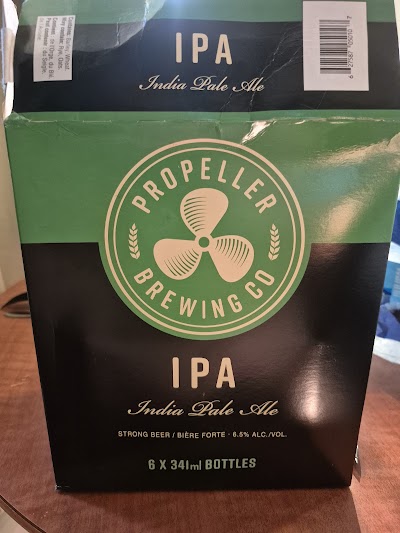 IPA
India Pale Ale
PROPELLER
BREWING CO
IPA
India Pale Ale
STRONG BEER / BIÈRE FORTE · 6.5% ALC./VOL.
6 X 341ml BOTTLES